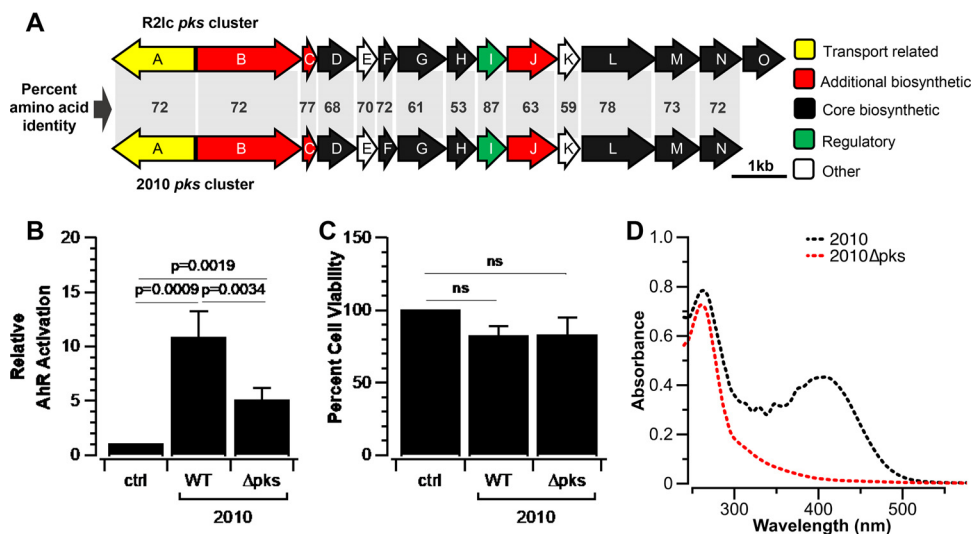 A
R2lc pks cluster
A B C D E F G H I J K L M N O
Percent
amino acid
identity
72 72 77 68 70 72 61 53 87 63 59 78 73 72
A B C D E F G H I J K L M N
2010 pks cluster
1kb
Transport related
Additional biosynthetic
Core biosynthetic
Regulatory
Other
B
Relative
AhR Activation
20
15
10
5
0
p=0.0019
p=0.0009
p=0.0034
ctrl WT Δpks
2010
C
Percent Cell Viability
150
100
50
0
ns
ns ns
ctrl WT Δpks
2010
D
Absorbance
1.0
0.8
0.6
0.4
0.2
0
2010
2010Δpks
300 400 500
Wavelength (nm)